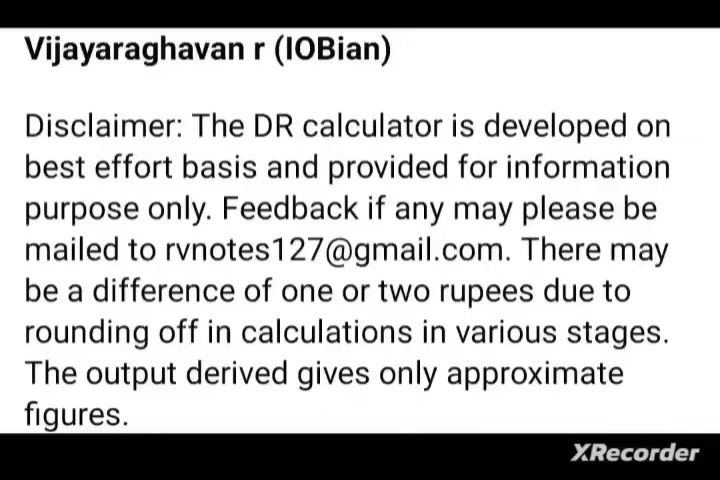 Vijayaraghavan r (IOBian)
Disclaimer: The DR calculator is developed on
best effort basis and provided for information
purpose only. Feedback if any may please be
mailed to rvnotes127@gmail.com. There may
be a difference of one or two rupees due to
rounding off in calculations in various stages.
The output derived gives only approximate
figures.
XRecorder